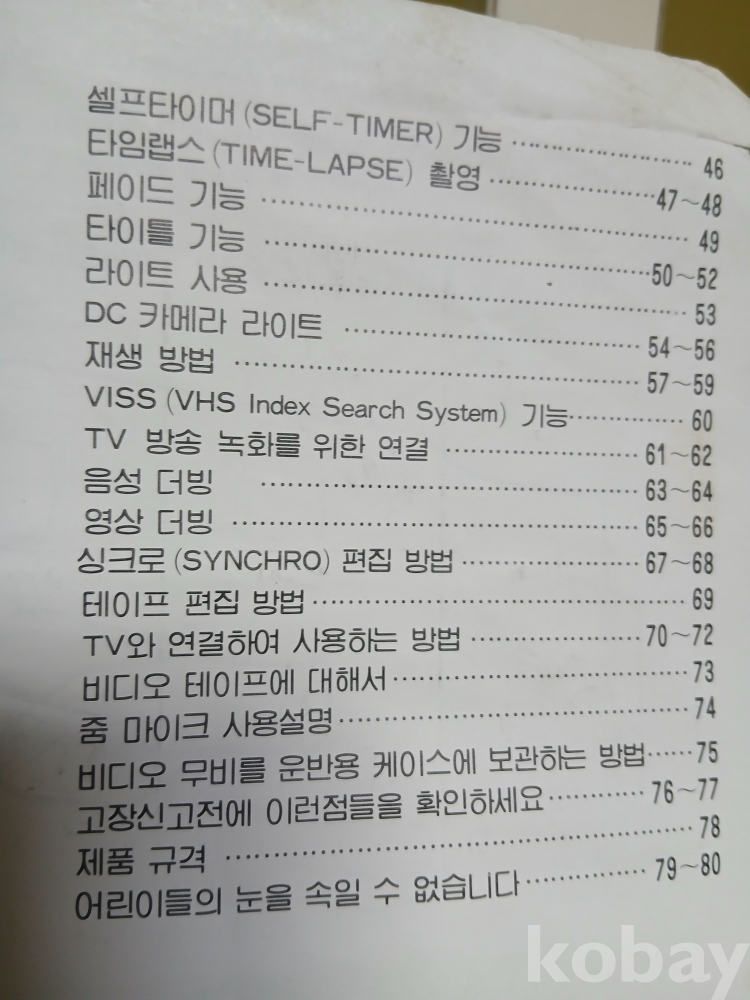 셀프타이머 (SELF-TIMER) 기능 ························ 46
타임랩스 (TIME-LAPSE) 촬영 ························ 47~48
페이드 기능 ························ 49
타이틀 기능 ························ 50~52
라이트 사용 ························ 53
DC 카메라 라이트 ························ 54~56
재생 방법 ························ 57~59
VISS (VHS Index Search System) 기능 ················ 60
TV 방송 녹화를 위한 연결 ························ 61~62
음성 더빙 ························ 63~64
영상 더빙 ························ 65~66
싱크로 (SYNCHRO) 편집 방법 ························ 67~68
테이프 편집 방법 ························ 69
TV와 연결하여 사용하는 방법 ···················· 70~72
비디오 테이프에 대해서 ························ 73
줌 마이크 사용설명 ························ 74
비디오 무비를 운반용 케이스에 보관하는 방법 ······ 75
고장신고전에 이런점들을 확인하세요 ············ 76~77
제품 규격 ························ 78
어린이들의 눈을 속일 수 없습니다 ··············· 79~80
kobay